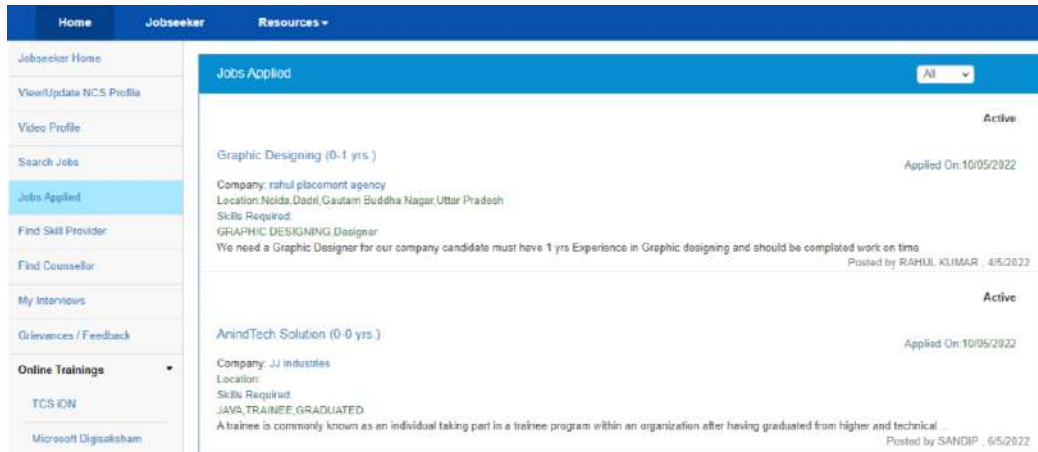 Home Jobseeker Resources
Jobseeker Home
View/Update NCS Profile
Video Profile
Search Jobs
Jobs Applied
Find Skill Provider
Find Counsellor
My Interviews
Grievances / Feedback
Online Trainings
TCS iON
Microsoft Digisaksham
Jobs Applied All
Active
Graphic Designing (0-1 yrs.)
Applied On:10/05/2022
Company: rahul placement agency
Location:Noida,Dadri,Gautam Buddha Nagar,Uttar Pradesh
Skills Required:
GRAPHIC DESIGNING,Designer
We need a Graphic Designer for our company candidate must have 1 yrs Experience in Graphic designing and should be completed work on time
Posted by RAHUL KUMAR , 4/5/2022
Active
AnindTech Solution (0-0 yrs.)
Applied On:10/05/2022
Company: JJ industries
Location:
Skills Required:
JAVA,TRAINEE,GRADUATED
A trainee is commonly known as an individual taking part in a trainee program within an organization after having graduated from higher and technical ...
Posted by SANDIP , 6/5/2022